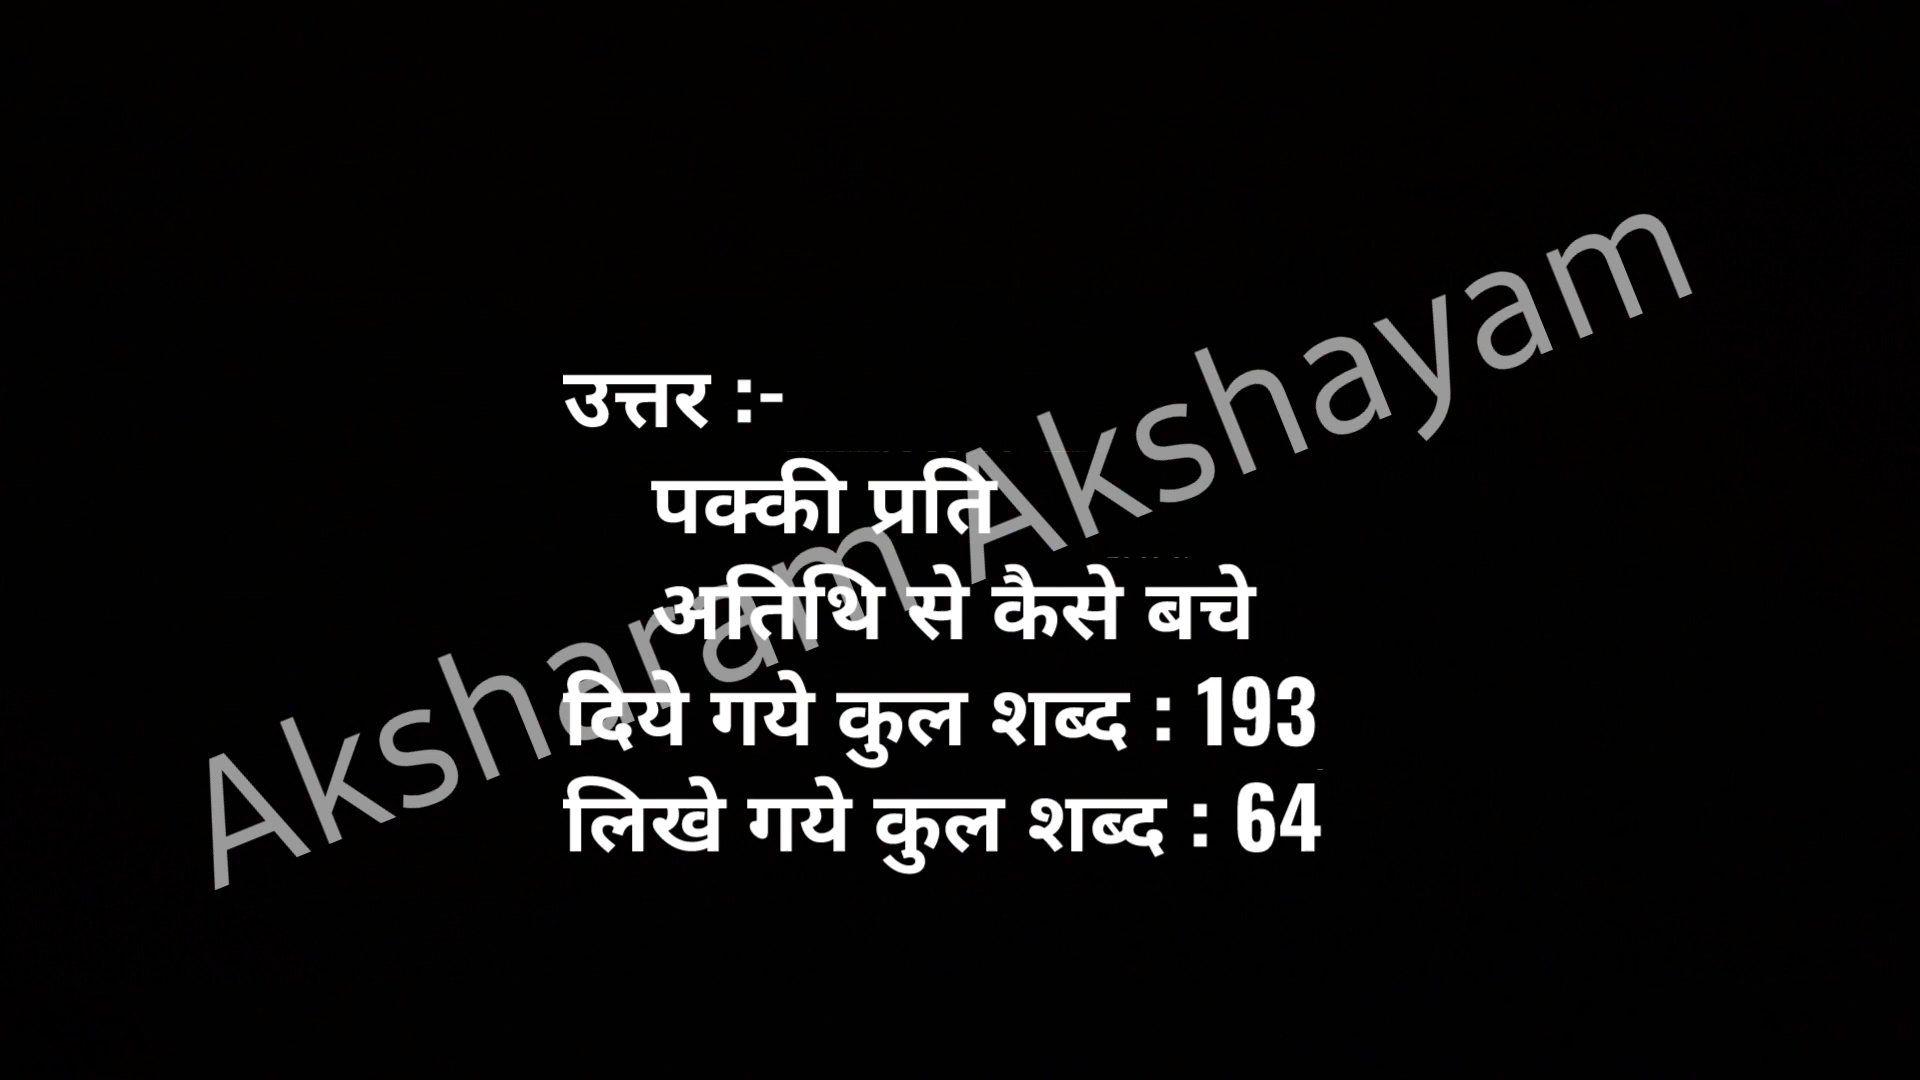 उत्तर :-
पक्की प्रति
अतिथि से कैसे बचे
दिये गये कुल शब्द : 193
लिखे गये कुल शब्द : 64
Aksharam Akshayam